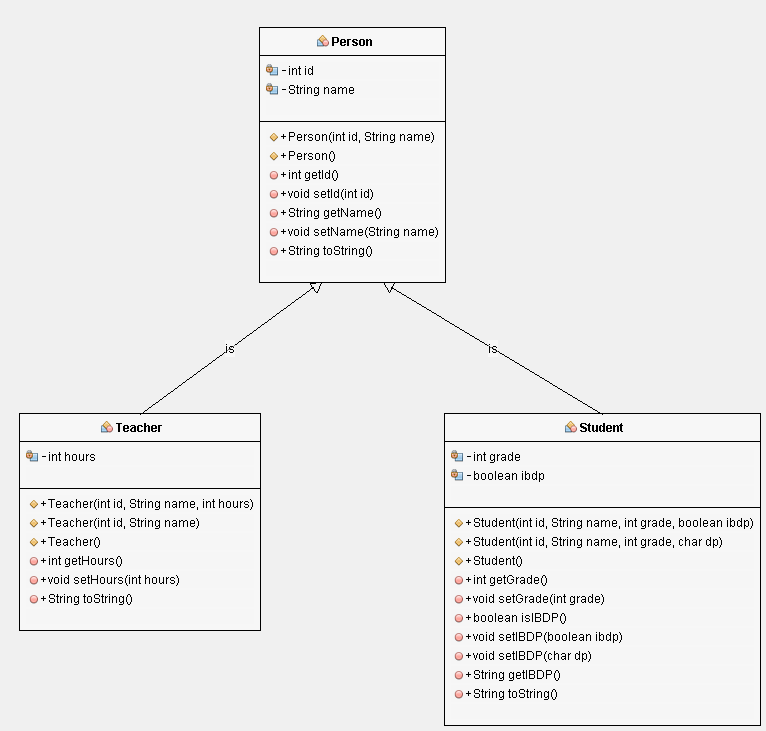 Person
-int id
-String name
+Person(int id, String name)
+Person()
+int getId()
+void setId(int id)
+String getName()
+void setName(String name)
+String toString()
is
is
Teacher
-int hours
+Teacher(int id, String name, int hours)
+Teacher(int id, String name)
+Teacher()
+int getHours()
+void setHours(int hours)
+String toString()
Student
-int grade
-boolean ibdp
+Student(int id, String name, int grade, boolean ibdp)
+Student(int id, String name, int grade, char dp)
+Student()
+int getGrade()
+void setGrade(int grade)
+boolean isIBDP()
+void setIBDP(boolean ibdp)
+void setIBDP(char dp)
+String getIBDP()
+String toString()